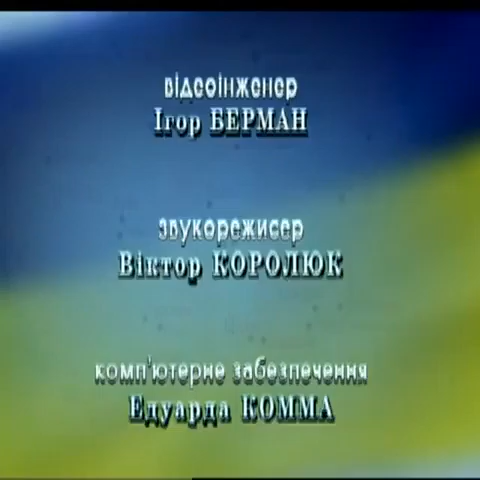 відеоінженер
Ігор БЕРМАН
звукорежисер
Віктор КОРОЛЮК
комп'ютерне забезпечення
Едуарда КОММА